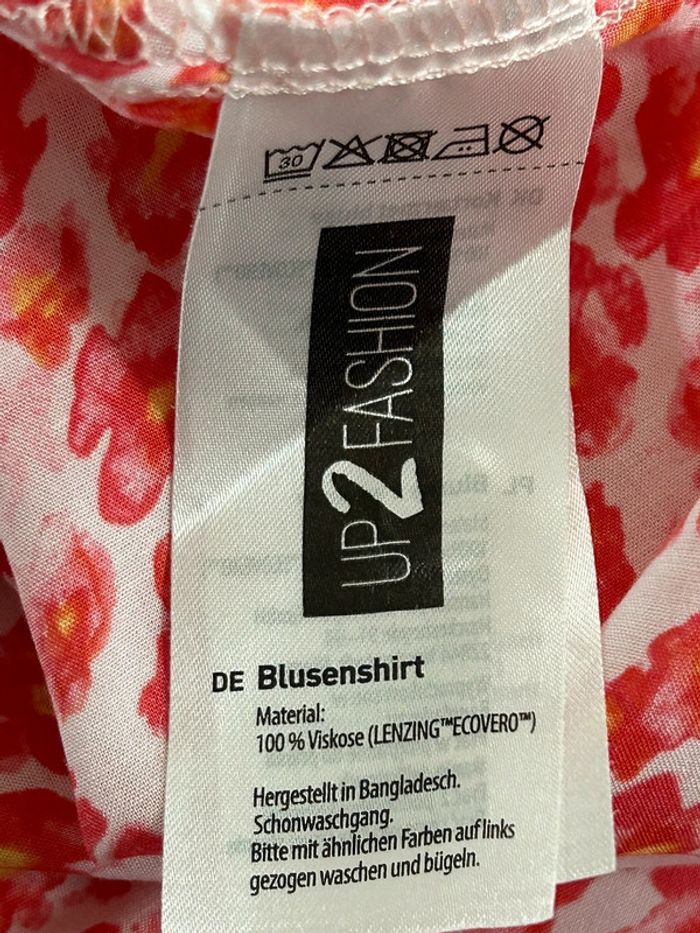 30
UP2FASHION
DE Blusenshirt
Material:
100 % Viskose (LENZING™ECOVERO™)
Hergestellt in Bangladesch.
Schonwaschgang.
Bitte mit ähnlichen Farben auf links
gezogen waschen und bügeln.